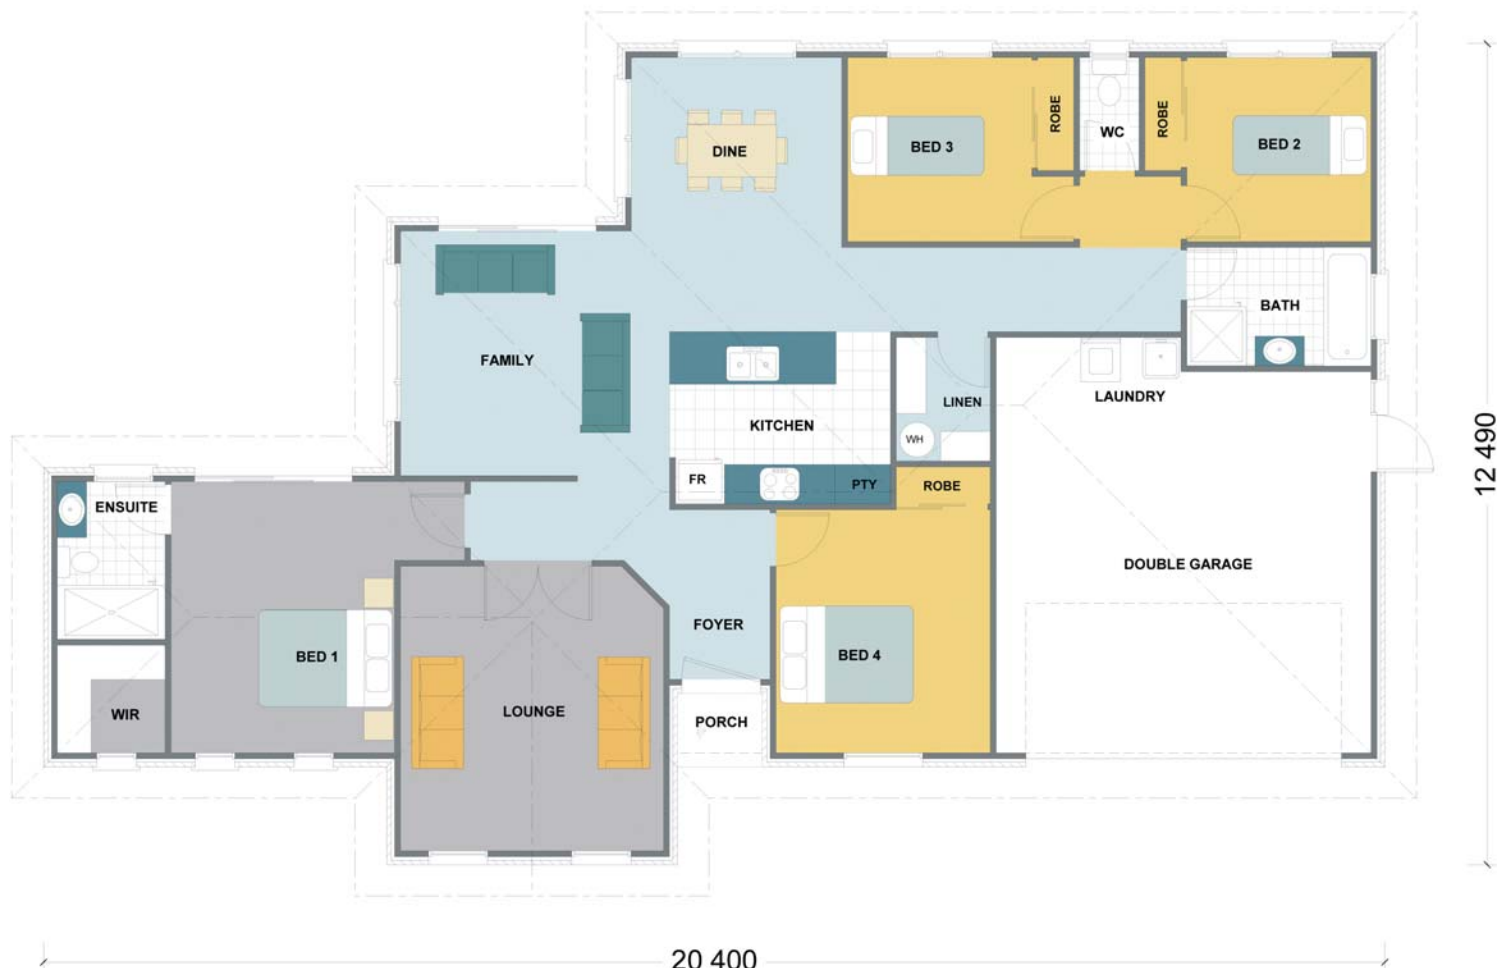 ROBE
WC
ROBE
DINE
BED 3
BED 2
BATH
FAMILY
LAUNDRY
LINEN
KITCHEN
WH
FR
PTY
ROBE
ENSUITE
DOUBLE GARAGE
FOYER
BED 1
BED 4
WIR
LOUNGE
PORCH
12 490
20 400